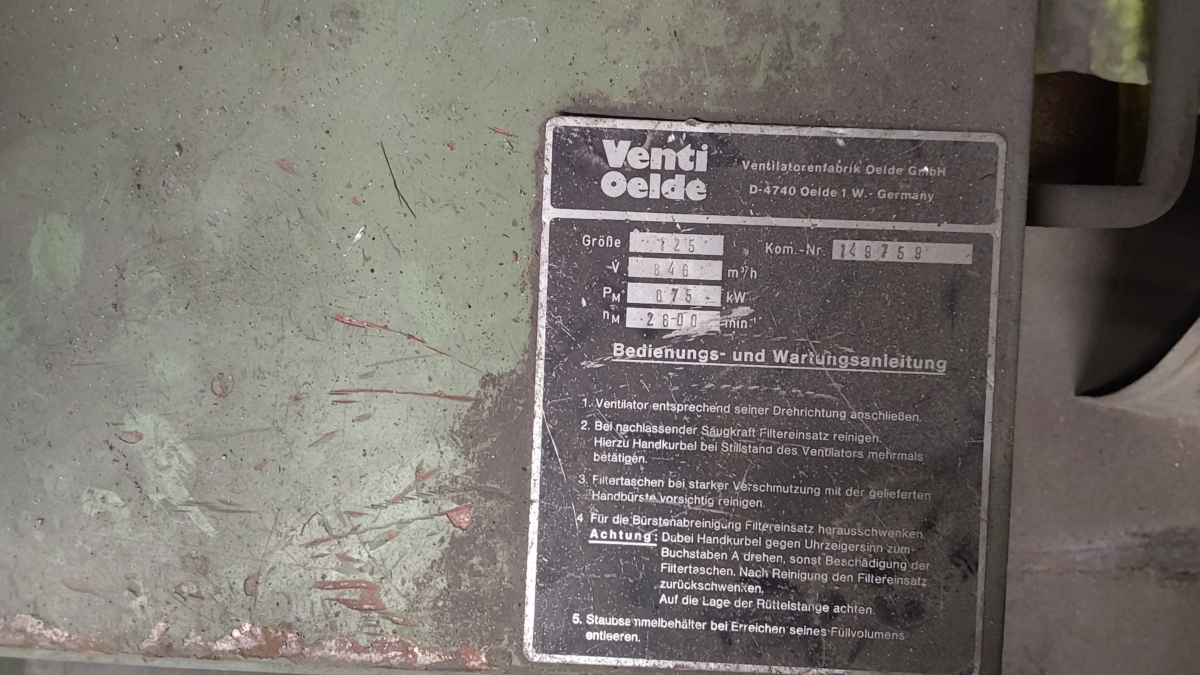 Venti
Oelde
Ventilatorenfabrik Oelde GmbH
D-4740 Oelde 1 W.- Germany
Größe 125
Kom.-Nr. 149759
V̇ 846 m³/h
PM 075 kW
nM 2800 min⁻¹
Bedienungs- und Wartungsanleitung
1. Ventilator entsprechend seiner Drehrichtung anschließen.
2. Bei nachlassender Saugkraft Filtereinsatz reinigen.
Hierzu Handkurbel bei Stillstand des Ventilators mehrmals
betätigen.
3. Filtertaschen bei starker Verschmutzung mit der gelieferten
Handbürste vorsichtig reinigen.
4 Für die Bürstenabreinigung Filtereinsatz herausschwenken.
Achtung: Dabei Handkurbel gegen Uhrzeigersinn zum
Buchstaben A drehen, sonst Beschädigung der
Filtertaschen. Nach Reinigung den Filtereinsatz
zurückschwenken.
Auf die Lage der Rüttelstange achten.
5. Staubsammelbehälter bei Erreichen seines Füllvolumens
entleeren.